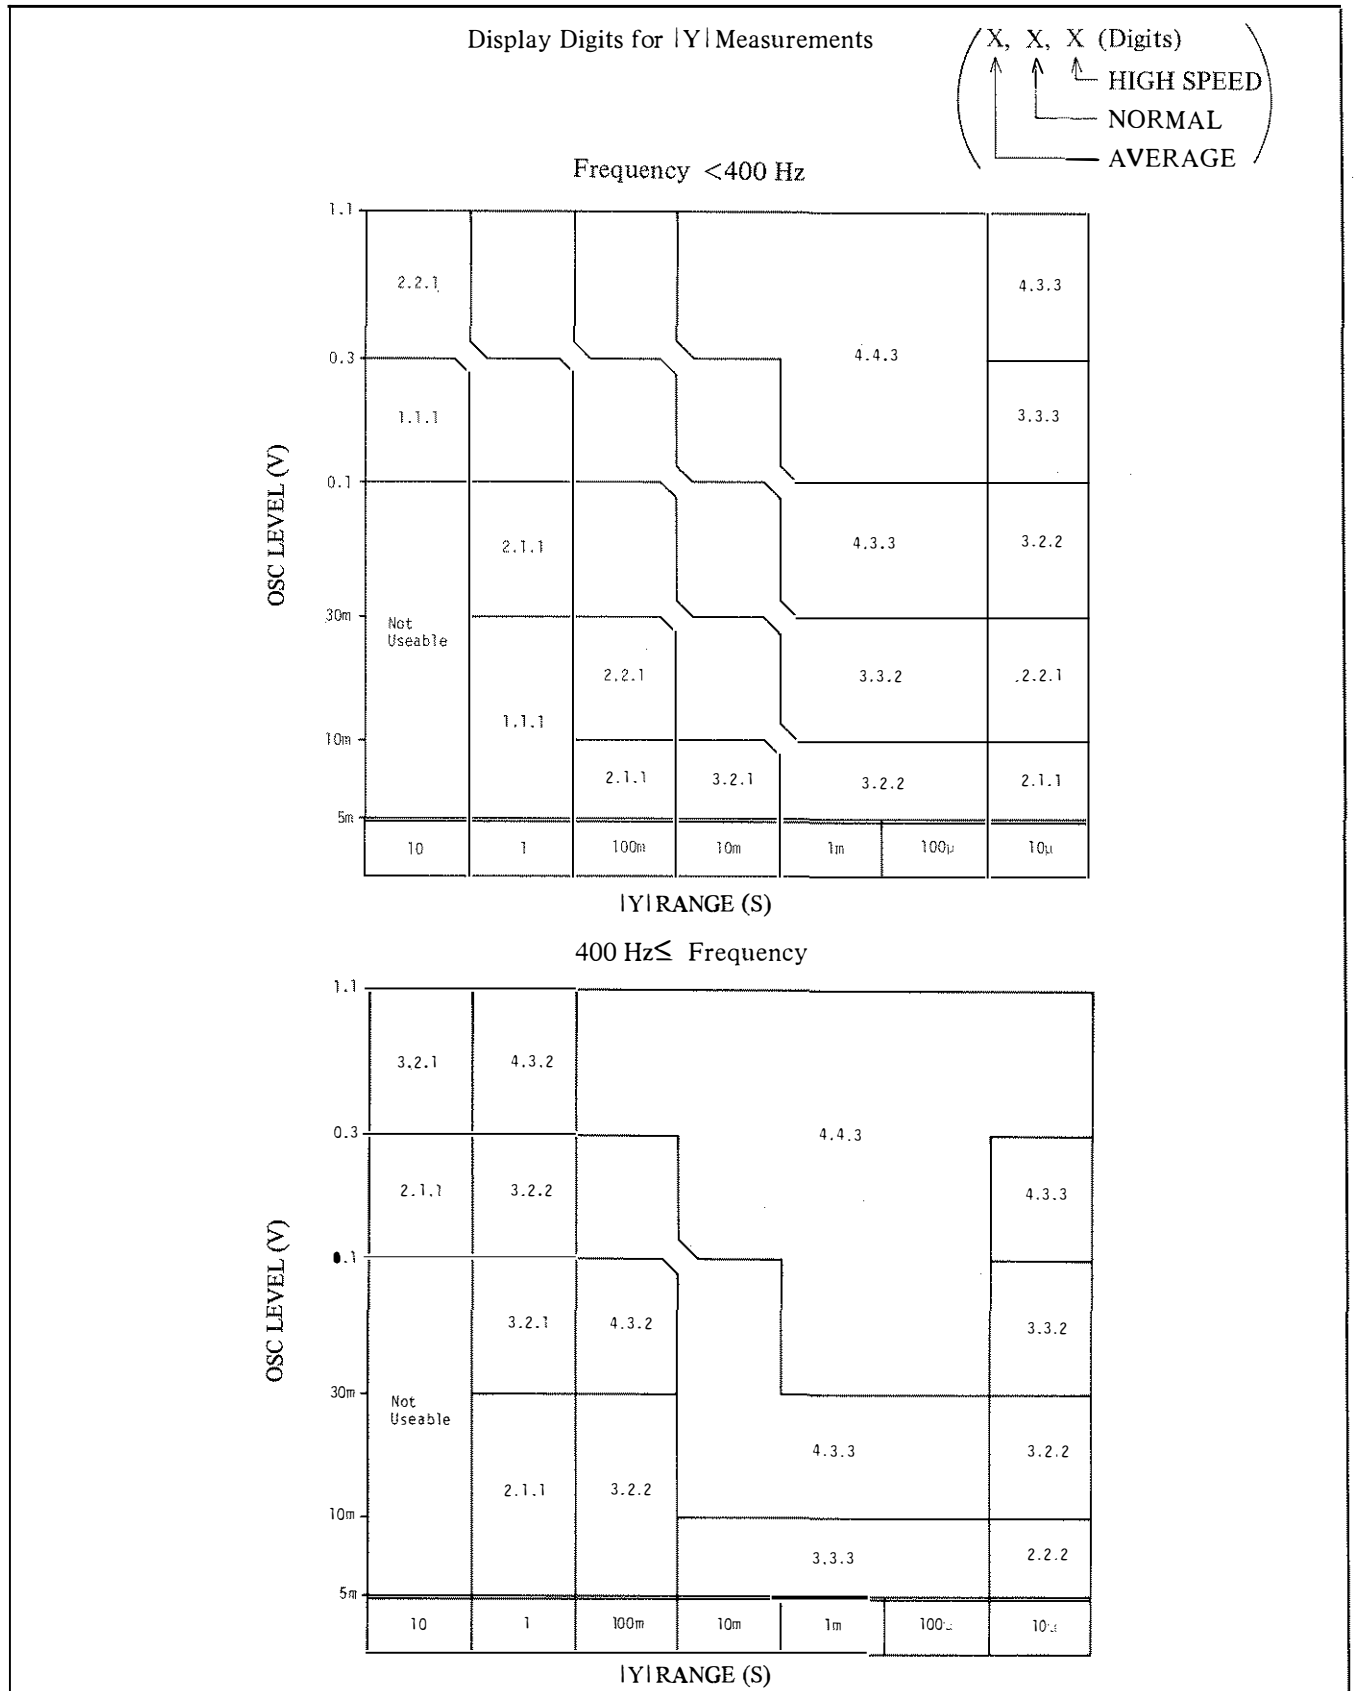 Display Digits for |Y| Measurements
X, X, X (Digits)
HIGH SPEED
NORMAL
AVERAGE
Frequency <400 Hz
OSC LEVEL (V)
1.1
2.2.1
4.3.3
0.3
4.4.3
1.1.1
3.3.3
0.1
2.1.1
4.3.3
3.2.2
30m
Not
Useable
2.2.1
3.3.2
2.2.1
1.1.1
10m
2.1.1
3.2.1
3.2.2
2.1.1
5m
10 1 100m 10m 1m 100µ 10µ
|Y| RANGE (S)
400 Hz≤ Frequency
OSC LEVEL (V)
1.1
3.2.1
4.3.2
0.3
4.4.3
2.1.1
3.2.2
4.3.3
0.1
3.2.1
4.3.2
3.3.2
30m
Not
Useable
4.3.3
3.2.2
2.1.1
3.2.2
10m
3.3.3
2.2.2
5m
10 1 100m 10m 1m 100µ 10µ
|Y| RANGE (S)